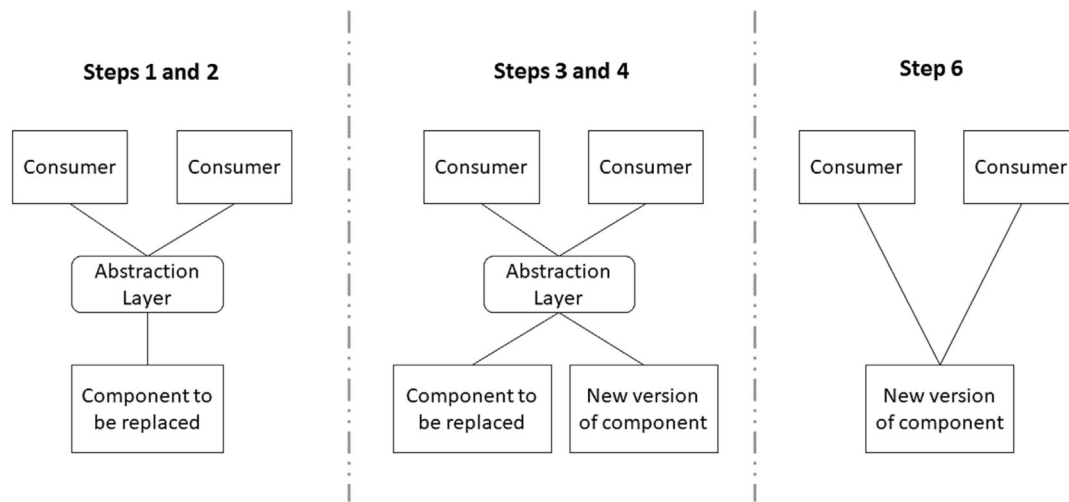 Steps 1 and 2
Consumer
Consumer
Abstraction
Layer
Component to
be replaced
Steps 3 and 4
Consumer
Consumer
Abstraction
Layer
Component to
be replaced
New version
of component
Step 6
Consumer
Consumer
New version
of component